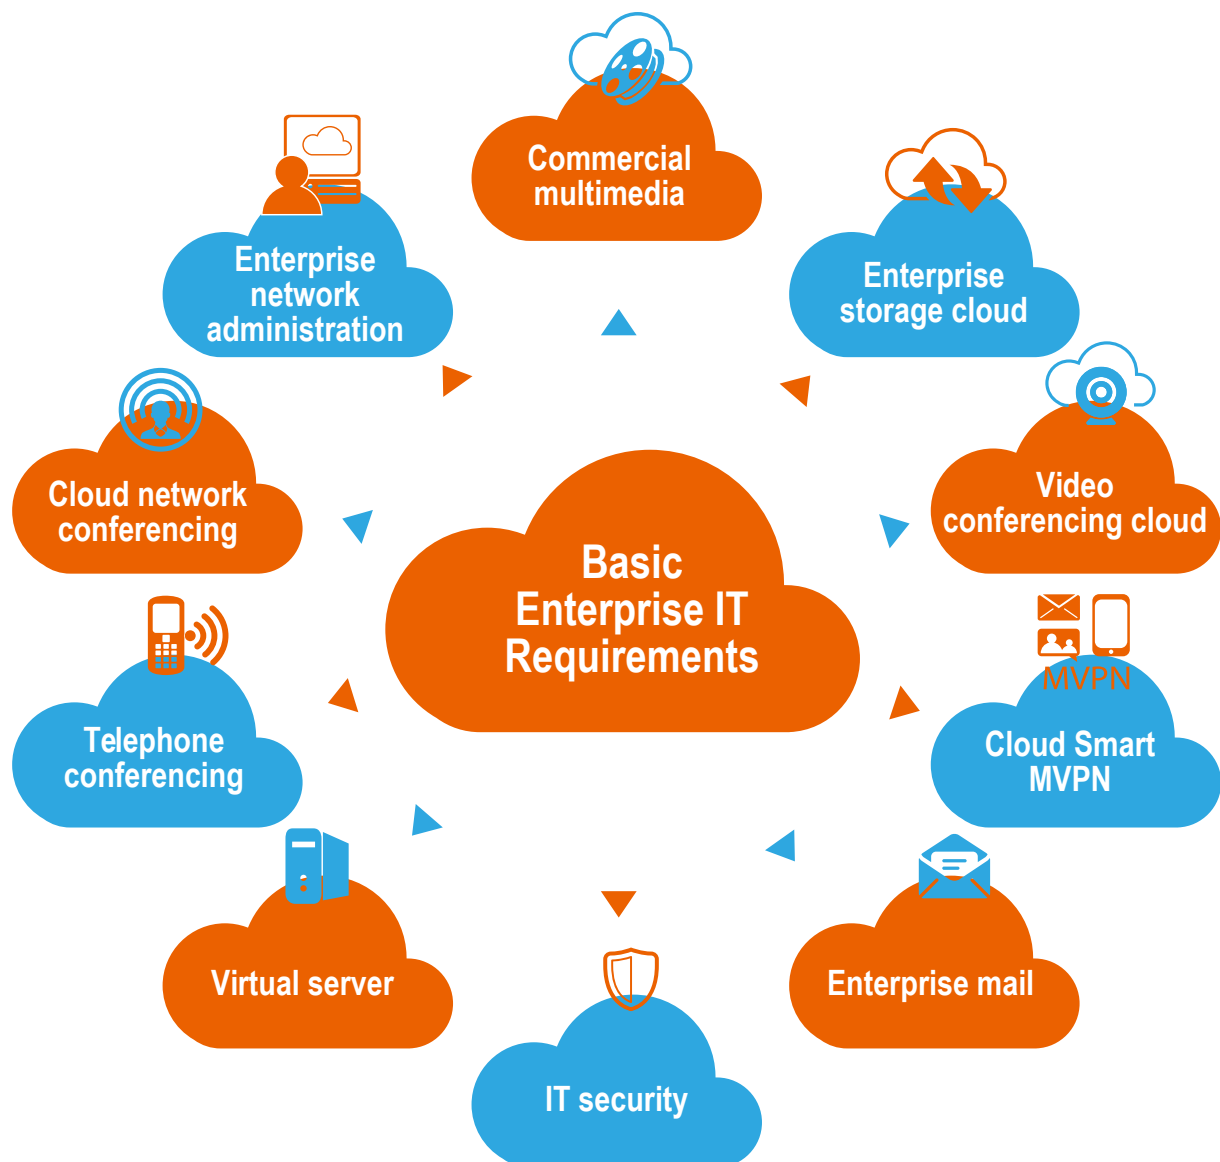 Commercial
multimedia
Enterprise
network
administration
Enterprise
storage cloud
Cloud network
conferencing
Video
conferencing cloud
Basic
Enterprise IT
Requirements
MVPN
Telephone
conferencing
Cloud Smart
MVPN
Virtual server
Enterprise mail
IT security